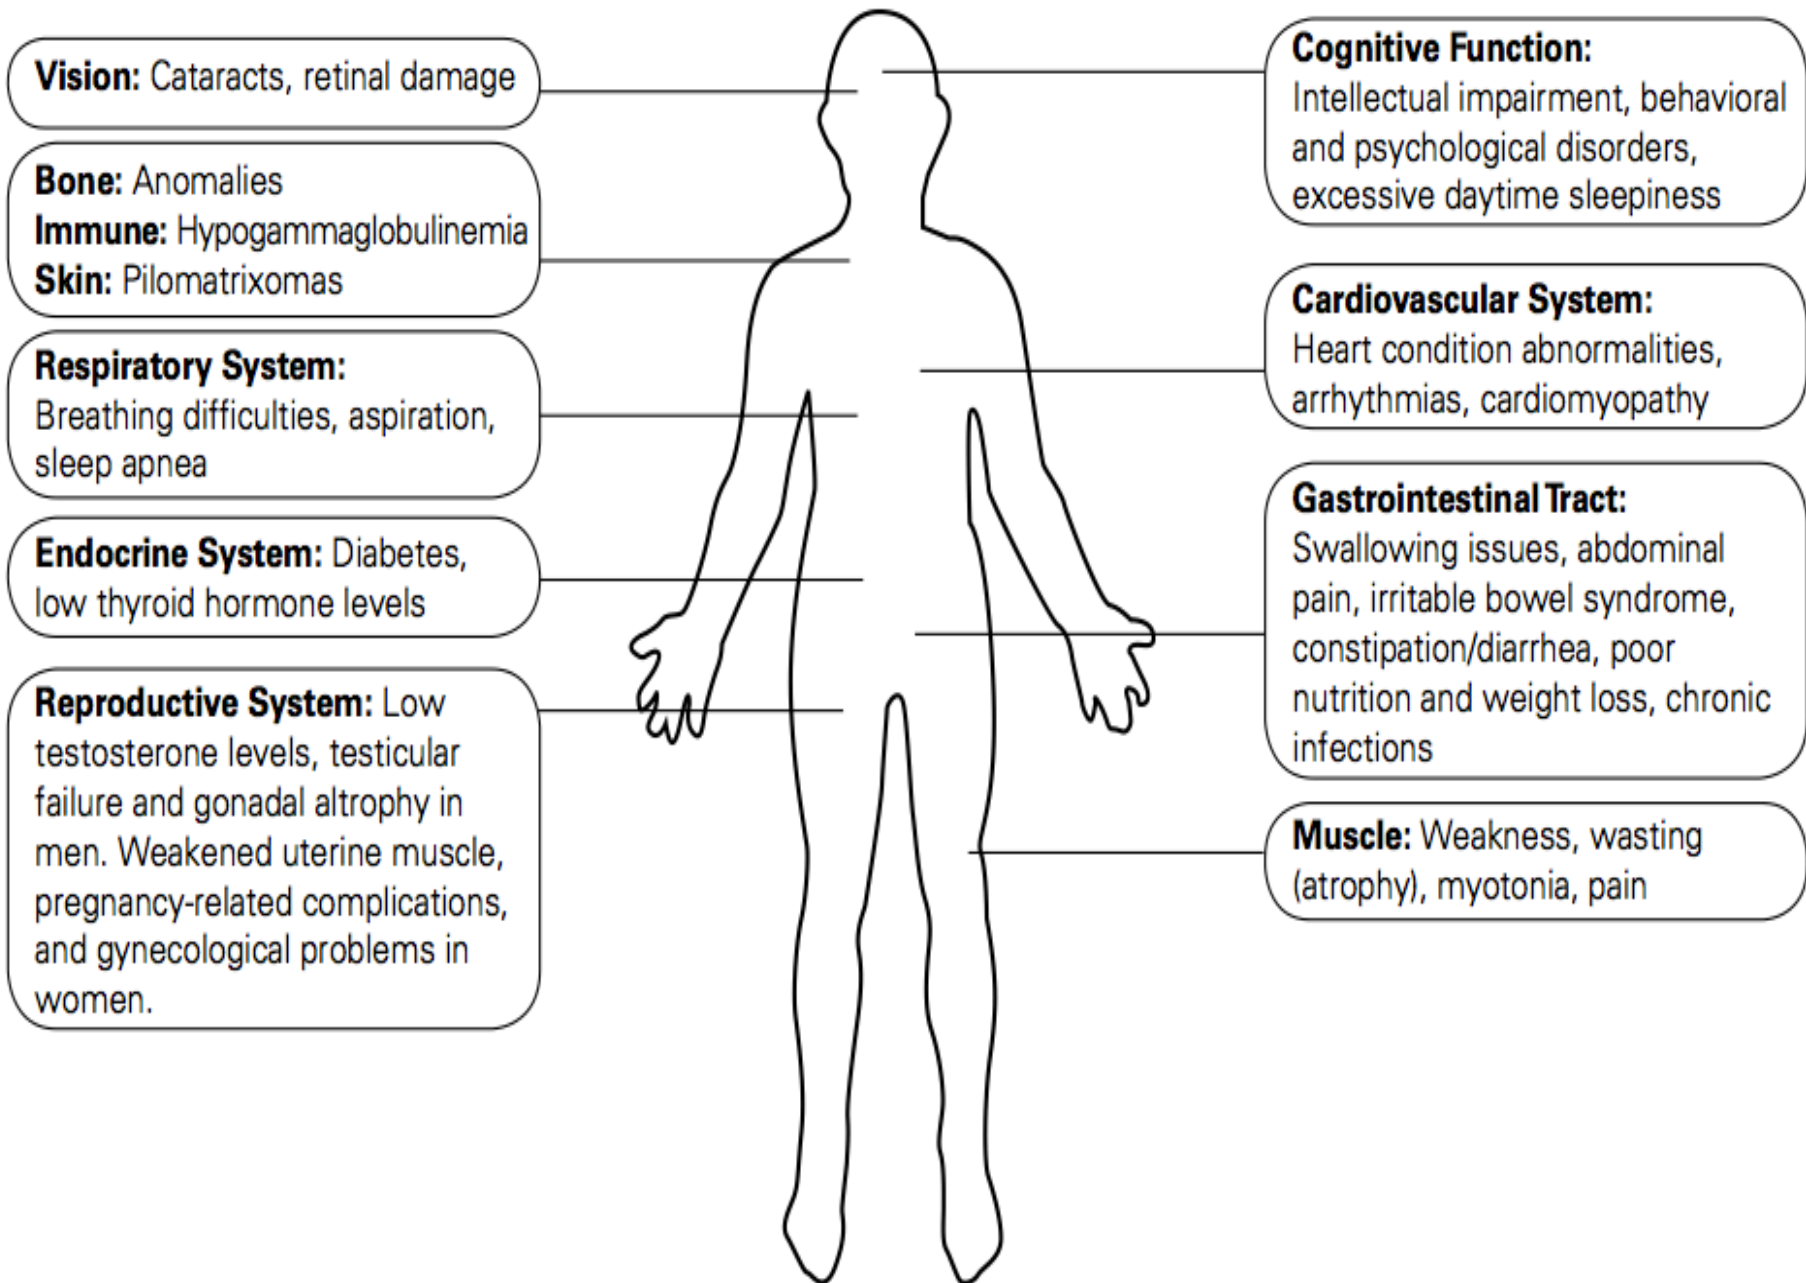 Vision: Cataracts, retinal damage
Bone: Anomalies
Immune: Hypogammaglobulinemia
Skin: Pilomatrixomas
Respiratory System:
Breathing difficulties, aspiration,
sleep apnea
Endocrine System: Diabetes,
low thyroid hormone levels
Reproductive System: Low
testosterone levels, testicular
failure and gonadal altrophy in
men. Weakened uterine muscle,
pregnancy-related complications,
and gynecological problems in
women.
Cognitive Function:
Intellectual impairment, behavioral
and psychological disorders,
excessive daytime sleepiness
Cardiovascular System:
Heart condition abnormalities,
arrhythmias, cardiomyopathy
Gastrointestinal Tract:
Swallowing issues, abdominal
pain, irritable bowel syndrome,
constipation/diarrhea, poor
nutrition and weight loss, chronic
infections
Muscle: Weakness, wasting
(atrophy), myotonia, pain